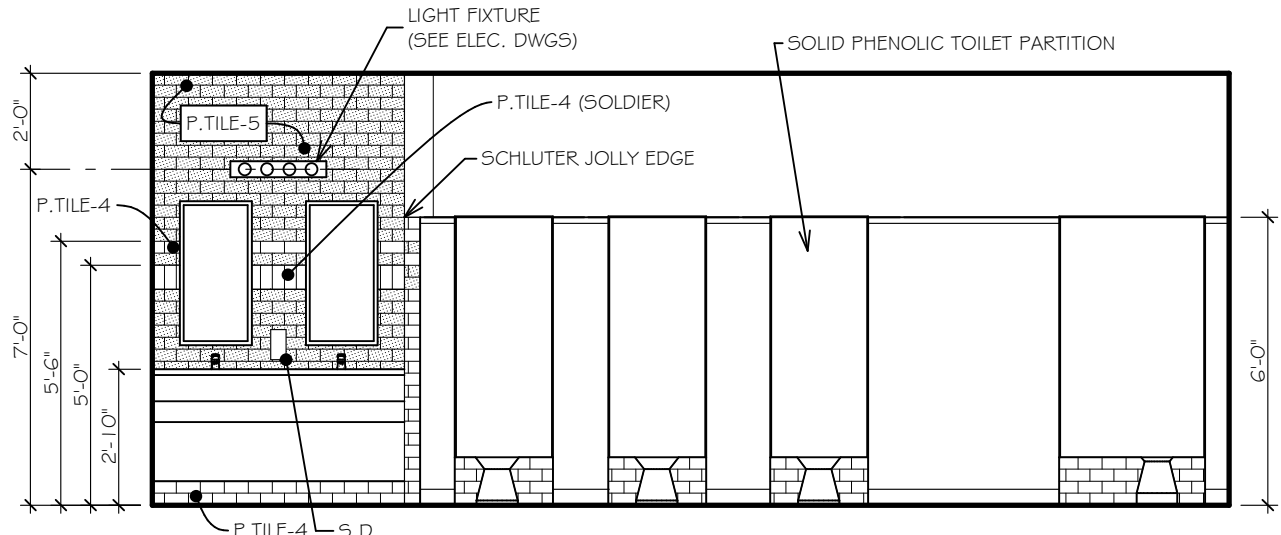 LIGHT FIXTURE
(SEE ELEC. DWGS)
SOLID PHENOLIC TOILET PARTITION
P.TILE-4 (SOLDIER)
P.TILE-5
SCHLUTER JOLLY EDGE
P.TILE-4
2'-0"
7'-0"
5'-6"
5'-0"
2'-10"
6'-0"
P.TILE-4
S.D.